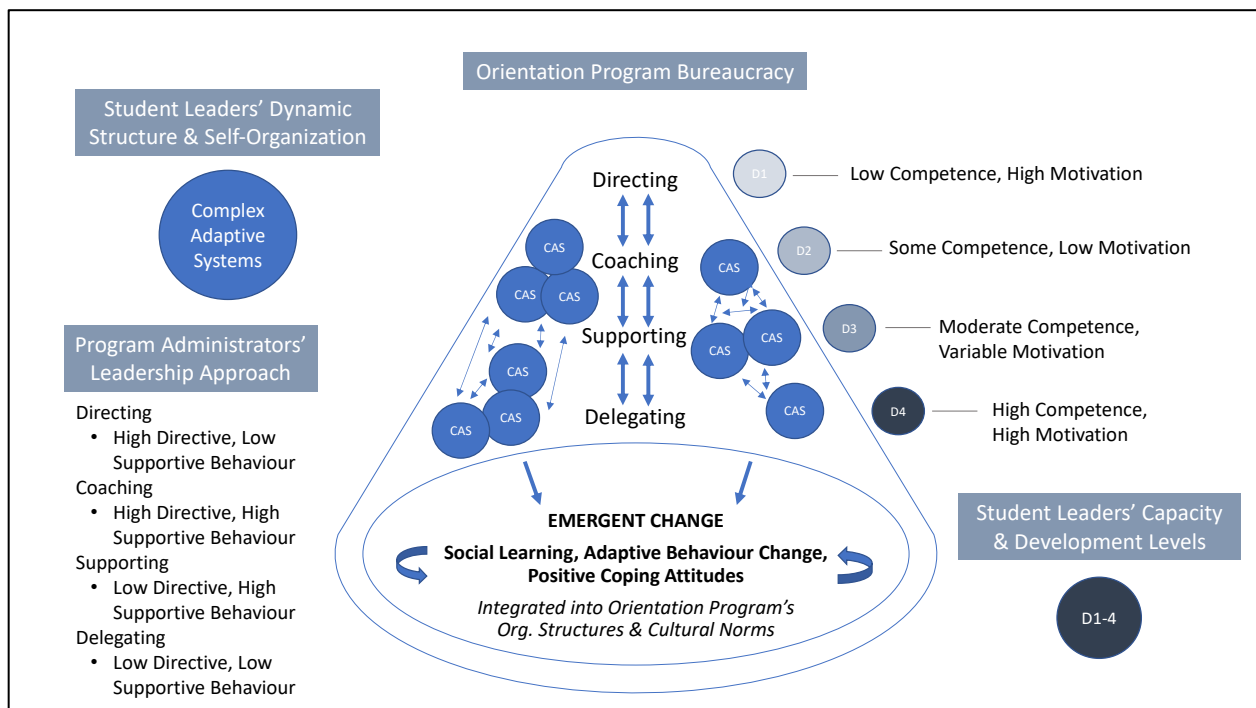 Orientation Program Bureaucracy
Student Leaders’ Dynamic
Structure & Self-Organization
Complex
Adaptive
Systems
Program Administrators’
Leadership Approach
Directing
• High Directive, Low
Supportive Behaviour
Coaching
• High Directive, High
Supportive Behaviour
Supporting
• Low Directive, High
Supportive Behaviour
Delegating
• Low Directive, Low
Supportive Behaviour
Directing
Coaching
Supporting
Delegating
CAS
CAS
CAS
CAS
CAS
CAS
CAS
CAS
CAS
CAS
D1
Low Competence, High Motivation
D2
Some Competence, Low Motivation
D3
Moderate Competence,
Variable Motivation
D4
High Competence,
High Motivation
EMERGENT CHANGE
Social Learning, Adaptive Behaviour Change,
Positive Coping Attitudes
Integrated into Orientation Program’s
Org. Structures & Cultural Norms
Student Leaders’ Capacity
& Development Levels
D1-4